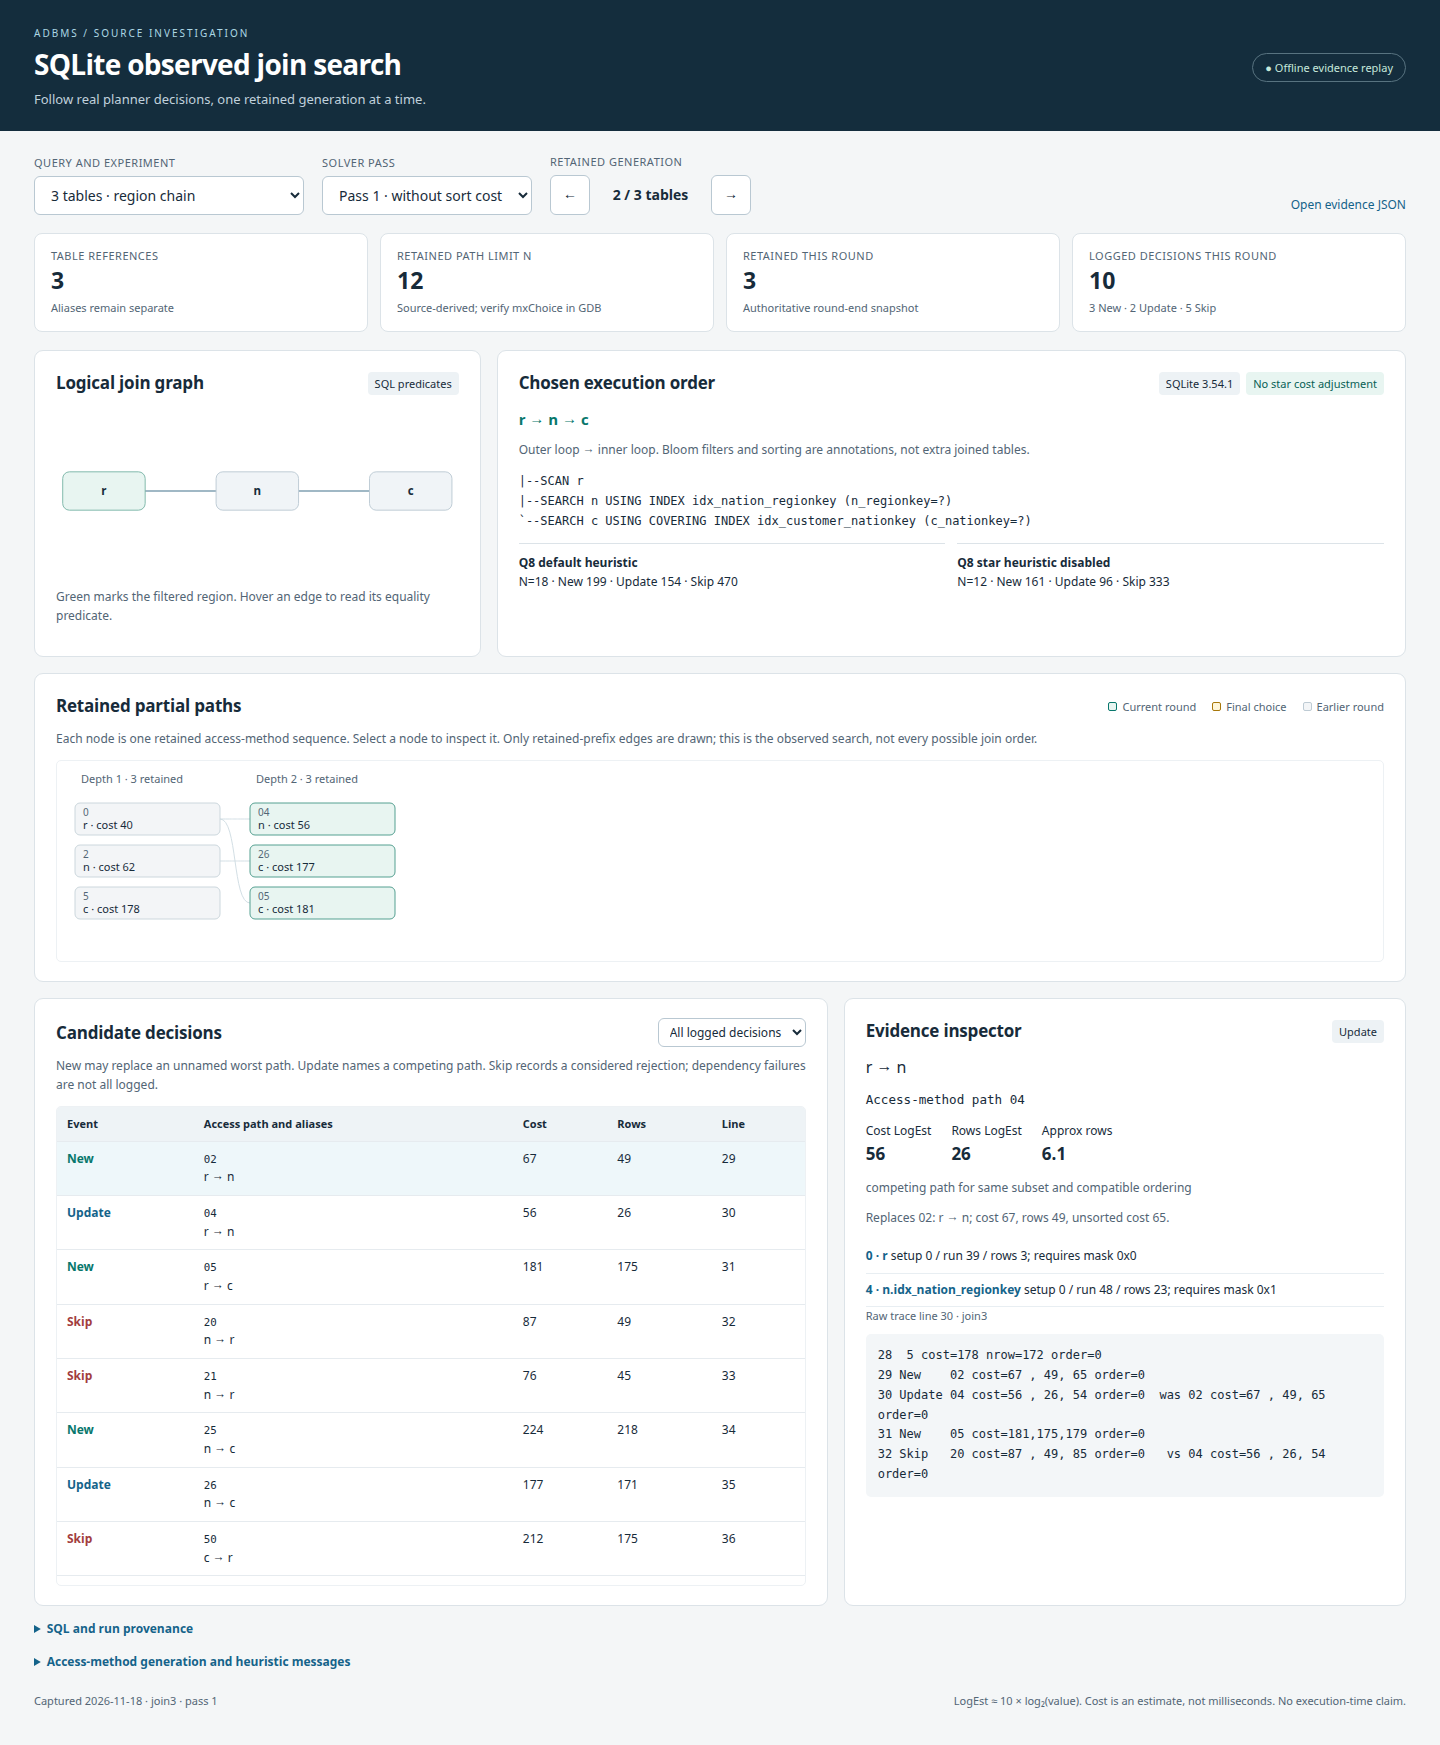 ADBMS / SOURCE INVESTIGATION
SQLite observed join search
Follow real planner decisions, one retained generation at a time.
● Offline evidence replay
QUERY AND EXPERIMENT
SOLVER PASS
RETAINED GENERATION
3 tables · region chain
Pass 1 · without sort cost
←
2 / 3 tables
→
Open evidence JSON
TABLE REFERENCES
3
Aliases remain separate
RETAINED PATH LIMIT N
12
Source-derived; verify mxChoice in GDB
RETAINED THIS ROUND
3
Authoritative round-end snapshot
LOGGED DECISIONS THIS ROUND
10
3 New · 2 Update · 5 Skip
Logical join graph
SQL predicates
r
n
c
Green marks the filtered region. Hover an edge to read its equality
predicate.
Chosen execution order
SQLite 3.54.1
No star cost adjustment
r → n → c
Outer loop → inner loop. Bloom filters and sorting are annotations, not extra joined tables.
|--SCAN r
|--SEARCH n USING INDEX idx_nation_regionkey (n_regionkey=?)
`--SEARCH c USING COVERING INDEX idx_customer_nationkey (c_nationkey=?)
Q8 default heuristic
N=18 · New 199 · Update 154 · Skip 470
Q8 star heuristic disabled
N=12 · New 161 · Update 96 · Skip 333
Retained partial paths
Current round
Final choice
Earlier round
Each node is one retained access-method sequence. Select a node to inspect it. Only retained-prefix edges are drawn; this is the observed search, not every possible join order.
Depth 1 · 3 retained
Depth 2 · 3 retained
0
r · cost 40
04
n · cost 56
2
n · cost 62
26
c · cost 177
5
c · cost 178
05
c · cost 181
Candidate decisions
All logged decisions
New may replace an unnamed worst path. Update names a competing path. Skip records a considered rejection; dependency failures
are not all logged.
Event Access path and aliases Cost Rows Line
New 02 67 49 29
r → n
Update 04 56 26 30
r → n
New 05 181 175 31
r → c
Skip 20 87 49 32
n → r
Skip 21 76 45 33
n → r
New 25 224 218 34
n → c
Update 26 177 171 35
n → c
Skip 50 212 175 36
c → r
Evidence inspector
Update
r → n
Access-method path 04
Cost LogEst Rows LogEst Approx rows
56 26 6.1
competing path for same subset and compatible ordering
Replaces 02: r → n; cost 67, rows 49, unsorted cost 65.
0 · r setup 0 / run 39 / rows 3; requires mask 0x0
4 · n.idx_nation_regionkey setup 0 / run 48 / rows 23; requires mask 0x1
Raw trace line 30 · join3
28  5 cost=178 nrow=172 order=0
29 New    02 cost=67 , 49, 65 order=0
30 Update 04 cost=56 , 26, 54 order=0  was 02 cost=67 , 49, 65
order=0
31 New    05 cost=181,175,179 order=0
32 Skip   20 cost=87 , 49, 85 order=0   vs 04 cost=56 , 26, 54
order=0
▶ SQL and run provenance
▶ Access-method generation and heuristic messages
Captured 2026-11-18 · join3 · pass 1
LogEst ≈ 10 × log₂(value). Cost is an estimate, not milliseconds. No execution-time claim.